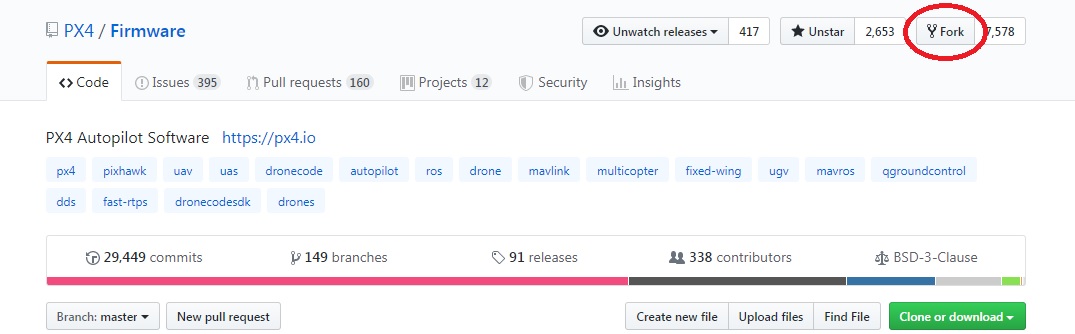 PX4 / Firmware Unwatch releases 417 Unstar 2,653 Fork 7,578
Code Issues 395 Pull requests 160 Projects 12 Security Insights
PX4 Autopilot Software https://px4.io
px4 pixhawk uav uas dronecode autopilot ros drone mavlink multicopter fixed-wing ugv mavros qgroundcontrol
dds fast-rtps dronecodesdk drones
29,449 commits 149 branches 91 releases 338 contributors BSD-3-Clause
Branch: master New pull request Create new file Upload files Find File Clone or download